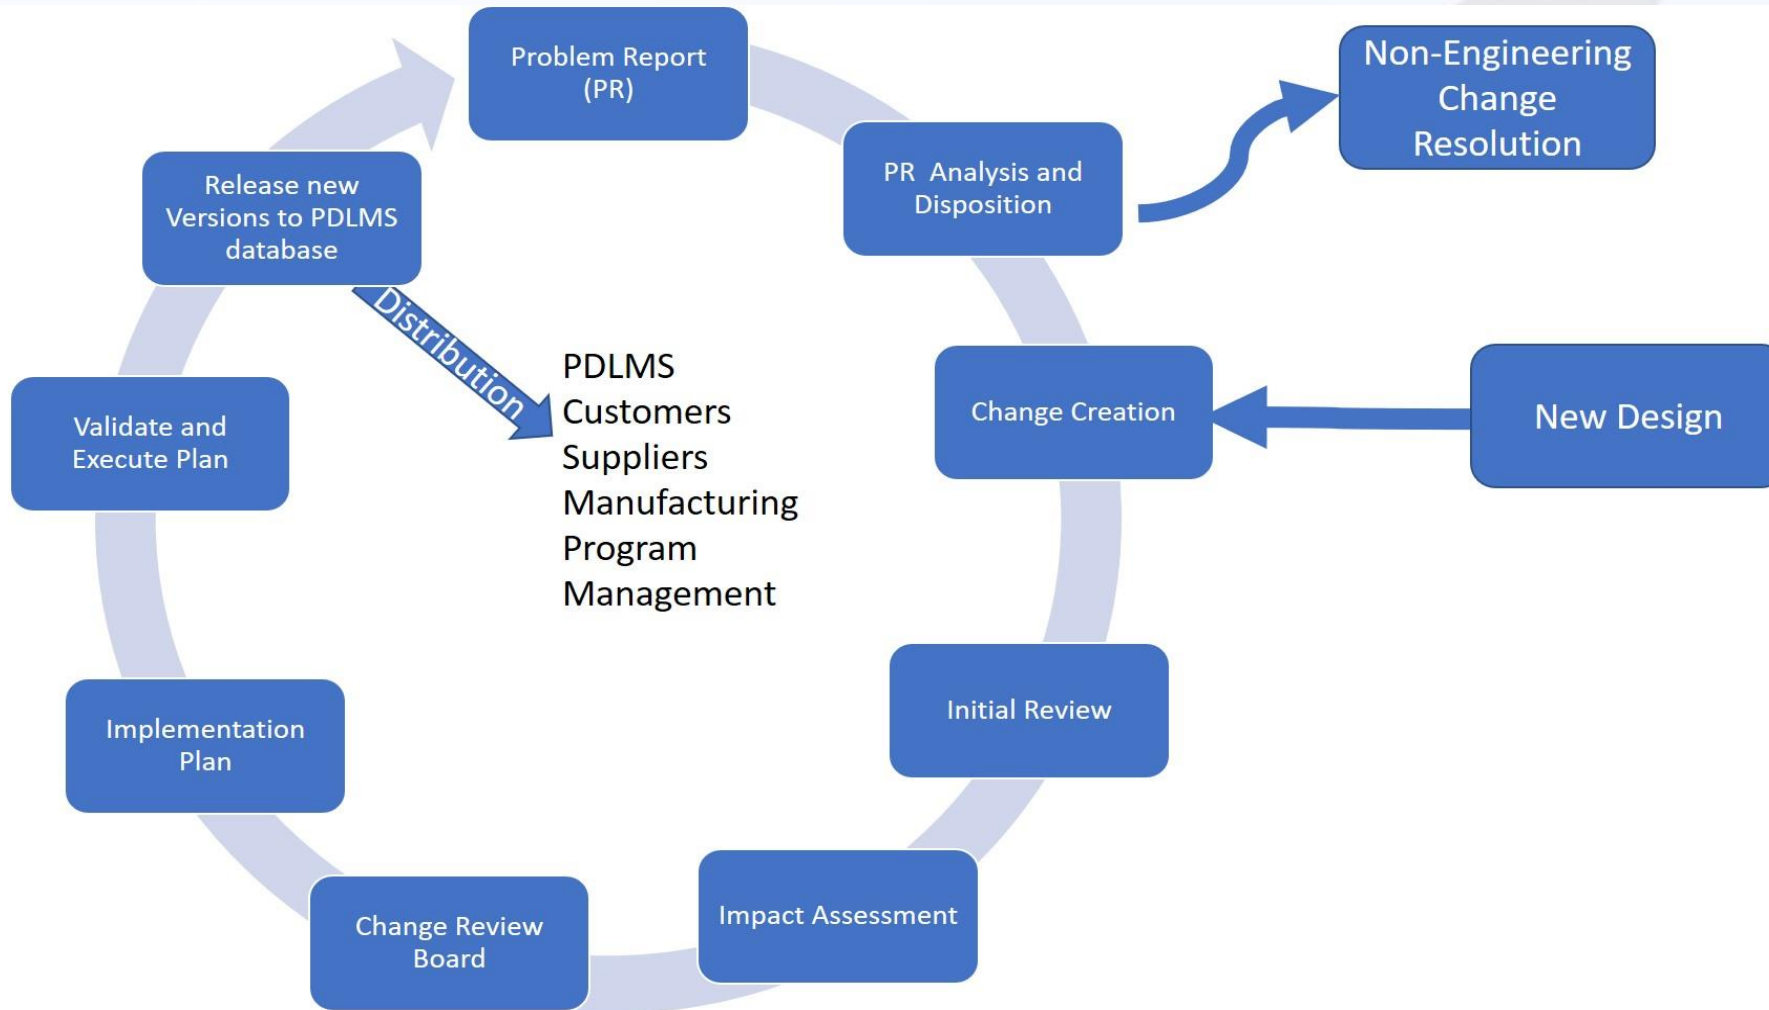 Problem Report
(PR)
Non-Engineering
Change
Resolution
PR Analysis and
Disposition
Release new
Versions to PDLMS
database
Distribution
PDLMS
Customers
Suppliers
Manufacturing
Program
Management
Change Creation
New Design
Validate and
Execute Plan
Initial Review
Implementation
Plan
Impact Assessment
Change Review
Board